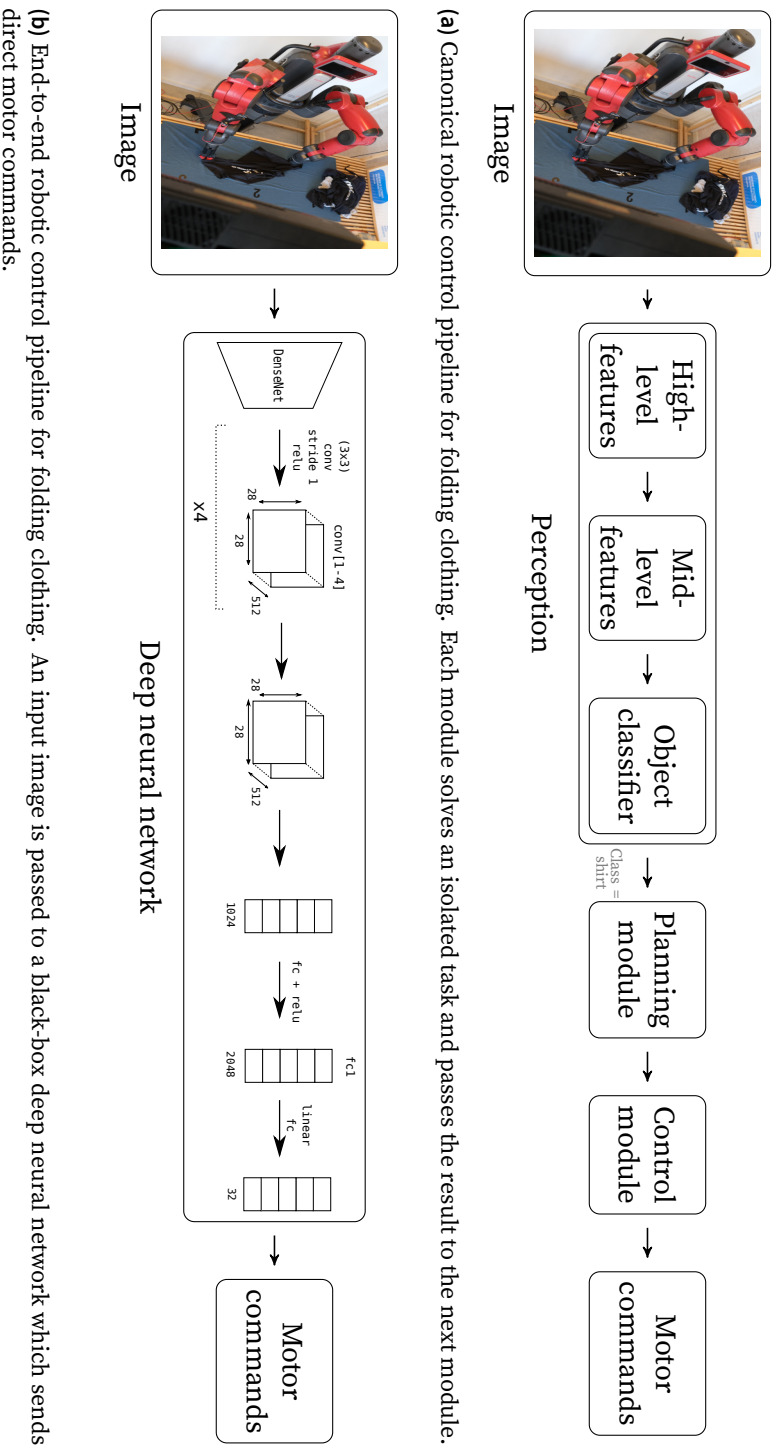 Image
High-
level
features
Mid-
level
features
Object
classifier
Perception
Class =
shirt
Planning
module
Control
module
Motor
commands
(a) Canonical robotic control pipeline for folding clothing. Each module solves an isolated task and passes the result to the next module.
Image
DenseNet
(3x3)
conv
stride 1
relu
x4
conv[1-4]
28
28
512
28
28
512
1024
fc + relu
fc1
2048
linear
fc
32
Deep neural network
Motor
commands
(b) End-to-end robotic control pipeline for folding clothing. An input image is passed to a black-box deep neural network which sends
direct motor commands.